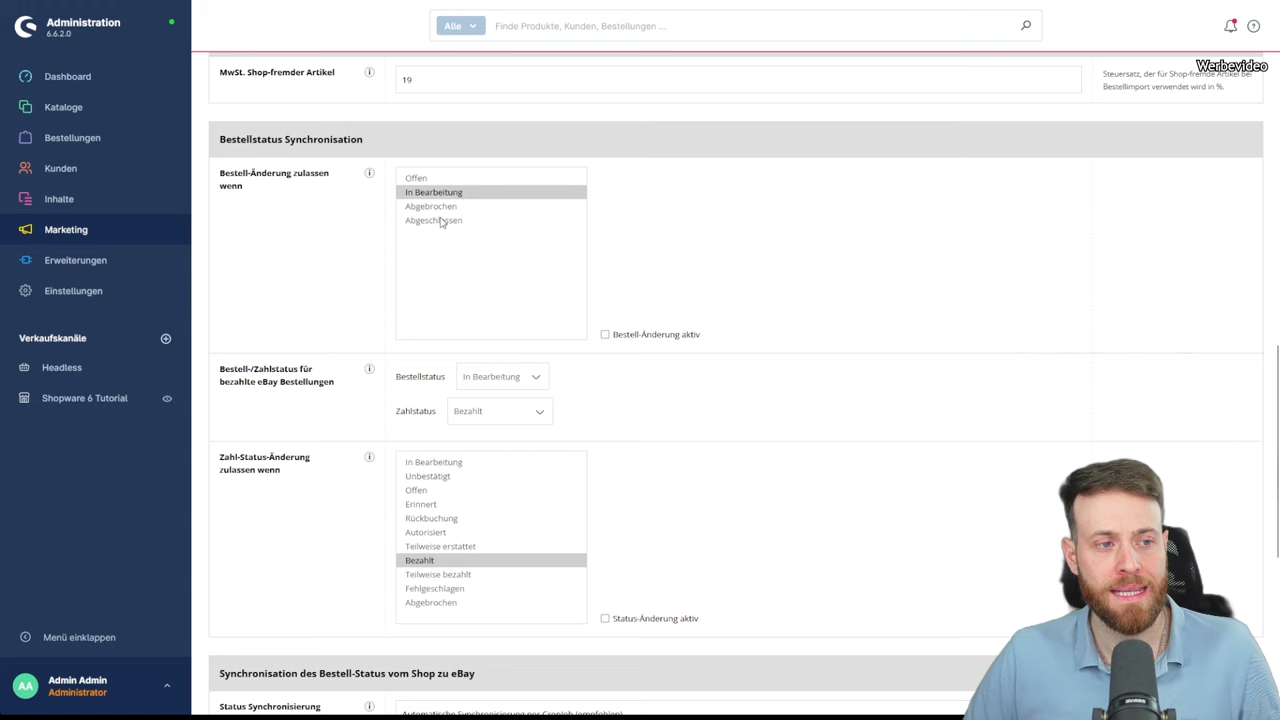 Administration
6.6.2.0
Alle
Finde Produkte, Kunden, Bestellungen ...
Werbevideo
Dashboard
Kataloge
Bestellungen
Kunden
Inhalte
Marketing
Erweiterungen
Einstellungen
Verkaufskanäle
Headless
Shopware 6 Tutorial
Menü einklappen
AA
Admin Admin
Administrator
MwSt. Shop-fremder Artikel
19
Steuersatz, der für Shop-fremde Artikel bei
Bestellimport verwendet wird in %.
Bestellstatus Synchronisation
Bestell-Änderung zulassen
wenn
Offen
In Bearbeitung
Abgebrochen
Abgeschlossen
Bestell-Änderung aktiv
Bestell-/Zahlstatus für
bezahlte eBay Bestellungen
Bestellstatus
In Bearbeitung
Zahlstatus
Bezahlt
Zahl-Status-Änderung
zulassen wenn
In Bearbeitung
Unbestätigt
Offen
Erinnert
Rückbuchung
Autorisiert
Teilweise erstattet
Bezahlt
Teilweise bezahlt
Fehlgeschlagen
Abgebrochen
Status-Änderung aktiv
Synchronisation des Bestell-Status vom Shop zu eBay
Status Synchronisierung
Automatische Synchronisierung per CronJob (empfohlen)